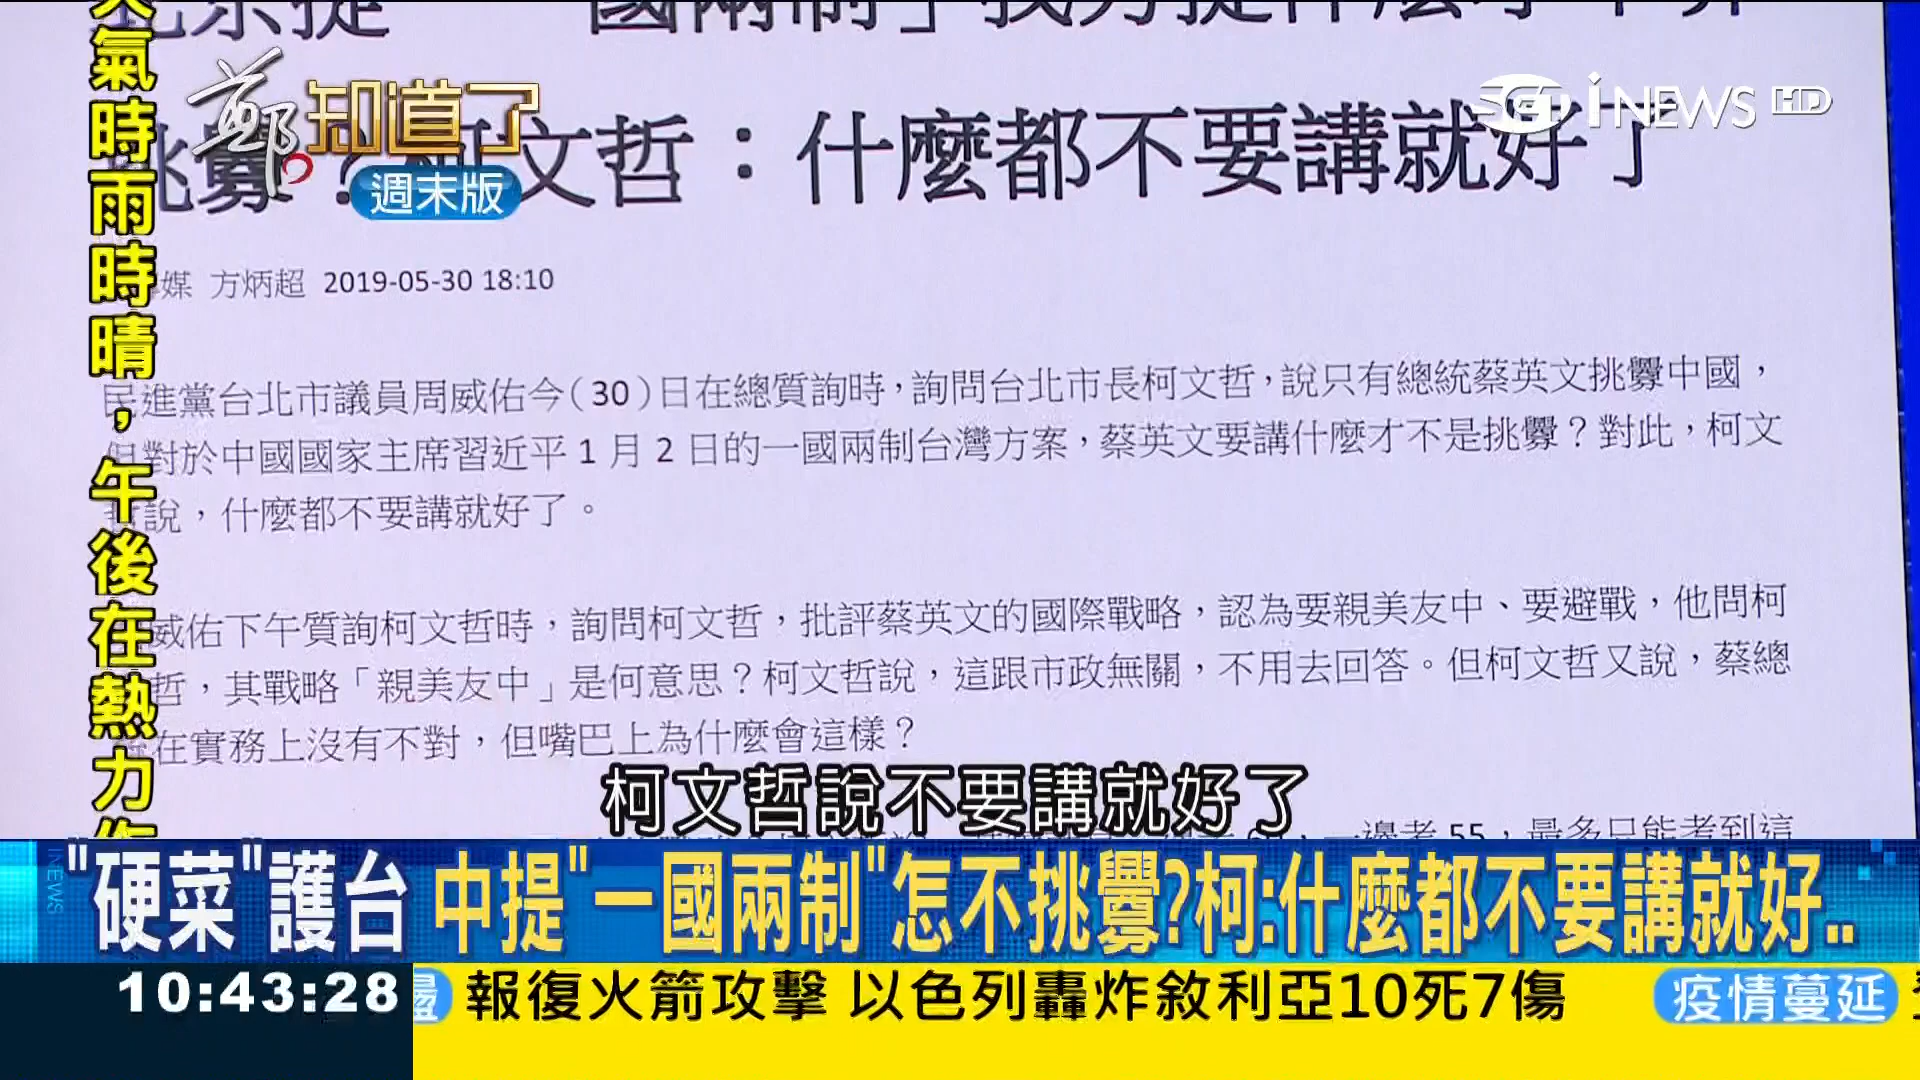 國兩制」我方提什麼才不算
鄭知道了
週末版
SETN iNEWS HD
柯文哲：什麼都不要講就好了
方炳超 2019-05-30 18:10
民進黨台北市議員周威佑今（30）日在總質詢時，詢問台北市長柯文哲，說只有總統蔡英文挑釁中國，
但對於中國國家主席習近平1月2日的一國兩制台灣方案，蔡英文要講什麼才不是挑釁？對此，柯文
哲說，什麼都不要講就好了。
威佑下午質詢柯文哲時，詢問柯文哲，批評蔡英文的國際戰略，認為要親美友中、要避戰，他問柯
哲，其戰略「親美友中」是何意思？柯文哲說，這跟市政無關，不用去回答。但柯文哲又說，蔡總
在實務上沒有不對，但嘴巴上為什麼會這樣？
一邊考55，最多只能考到這
氣時雨時晴，午後在熱力作
柯文哲說不要講就好了
iNEWS
"硬菜"護台 中提"一國兩制"怎不挑釁?柯:什麼都不要講就好..
10:43:28
報復火箭攻擊 以色列轟炸敘利亞10死7傷
疫情蔓延